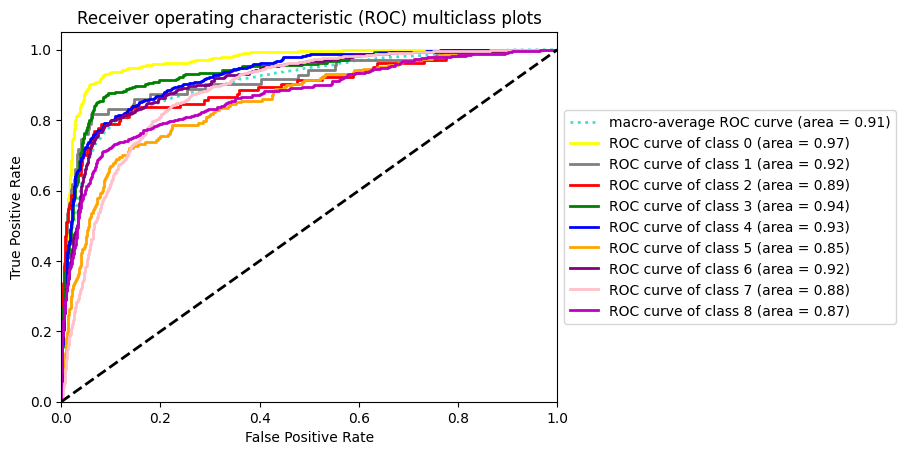 Receiver operating characteristic (ROC) multiclass plots
1.0
0.8
0.6
0.4
0.2
0.0
True Positive Rate
0.0 0.2 0.4 0.6 0.8 1.0
False Positive Rate
macro-average ROC curve (area = 0.91)
ROC curve of class 0 (area = 0.97)
ROC curve of class 1 (area = 0.92)
ROC curve of class 2 (area = 0.89)
ROC curve of class 3 (area = 0.94)
ROC curve of class 4 (area = 0.93)
ROC curve of class 5 (area = 0.85)
ROC curve of class 6 (area = 0.92)
ROC curve of class 7 (area = 0.88)
ROC curve of class 8 (area = 0.87)